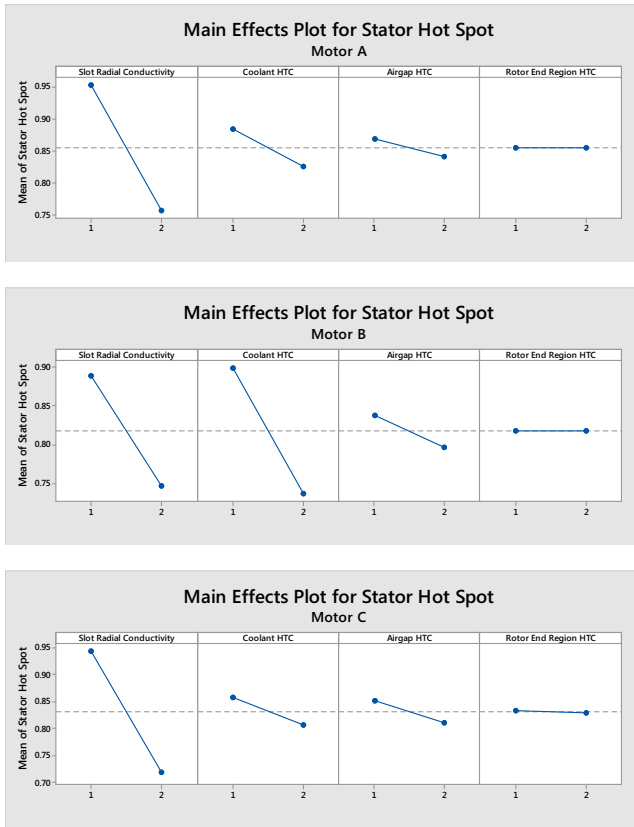 Main Effects Plot for Stator Hot Spot
Motor A
Slot Radial Conductivity Coolant HTC Airgap HTC Rotor End Region HTC
Mean of Stator Hot Spot
0.95
0.90
0.85
0.80
0.75
1 2 1 2 1 2 1 2
Main Effects Plot for Stator Hot Spot
Motor B
Slot Radial Conductivity Coolant HTC Airgap HTC Rotor End Region HTC
Mean of Stator Hot Spot
0.90
0.85
0.80
0.75
1 2 1 2 1 2 1 2
Main Effects Plot for Stator Hot Spot
Motor C
Slot Radial Conductivity Coolant HTC Airgap HTC Rotor End Region HTC
Mean of Stator Hot Spot
0.95
0.90
0.85
0.80
0.75
0.70
1 2 1 2 1 2 1 2